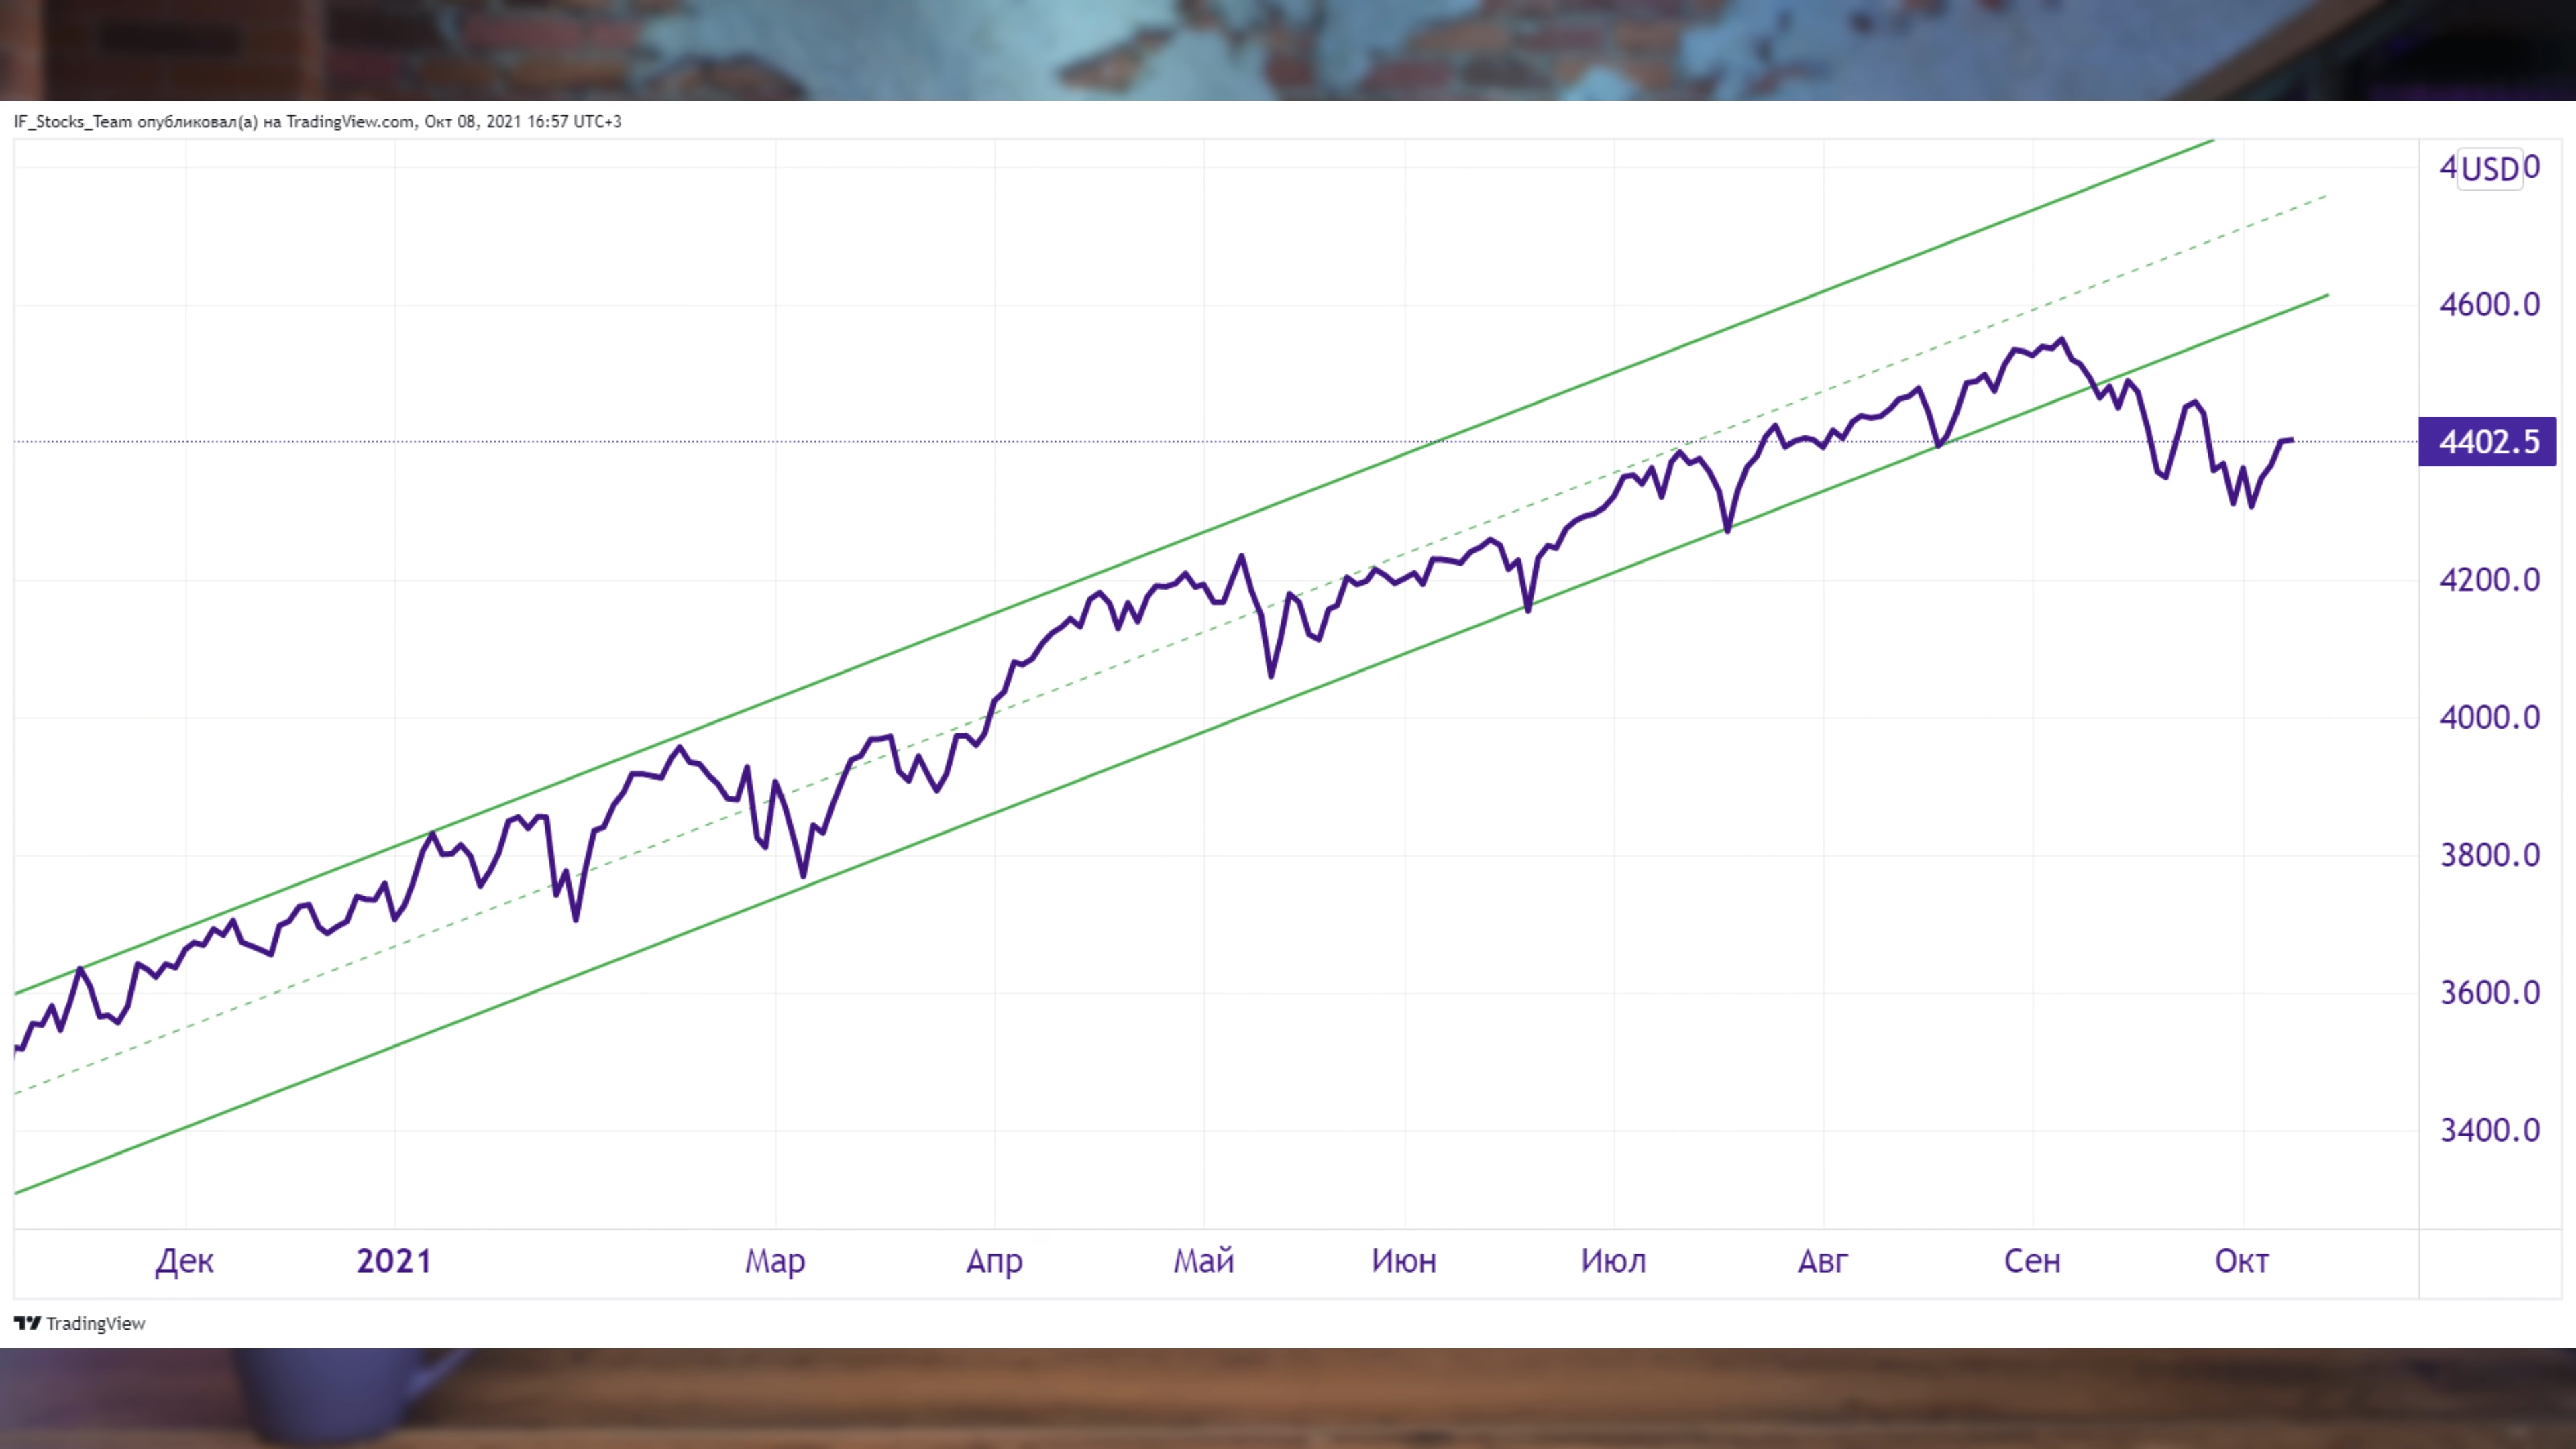 IF_Stocks_Team опубликовал(а) на TradingView.com, Окт 08, 2021 16:57 UTC+3
4 USD 0
4600.0
4402.5
4200.0
4000.0
3800.0
3600.0
3400.0
Дек 2021 Мар Апр Май Июн Июл Авг Сен Окт
TradingView